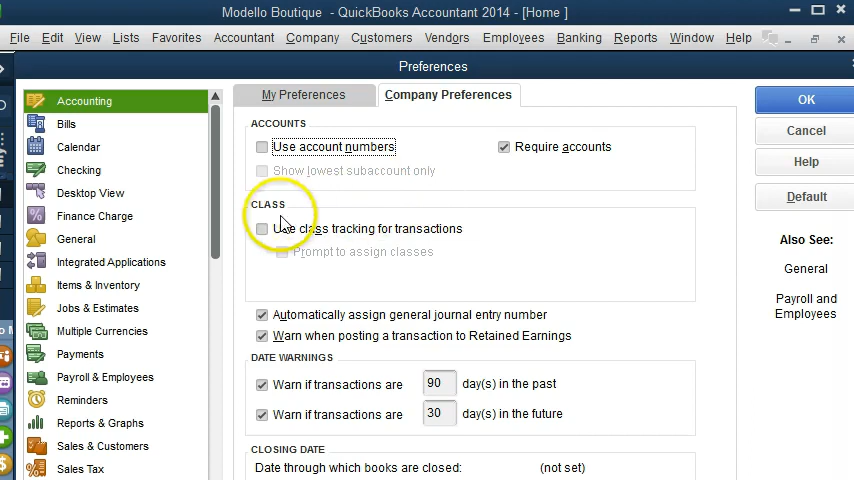 Modello Boutique - QuickBooks Accountant 2014 - [Home ]
File Edit View Lists Favorites Accountant Company Customers Vendors Employees Banking Reports Window Help
Preferences
Accounting
Bills
Calendar
Checking
Desktop View
Finance Charge
General
Integrated Applications
Items & Inventory
Jobs & Estimates
Multiple Currencies
Payments
Payroll & Employees
Reminders
Reports & Graphs
Sales & Customers
Sales Tax
My Preferences Company Preferences
ACCOUNTS
Use account numbers Require accounts
Show lowest subaccount only
CLASS
Use class tracking for transactions
Prompt to assign classes
Automatically assign general journal entry number
Warn when posting a transaction to Retained Earnings
DATE WARNINGS
Warn if transactions are 90 day(s) in the past
Warn if transactions are 30 day(s) in the future
CLOSING DATE
Date through which books are closed: (not set)
OK
Cancel
Help
Default
Also See:
General
Payroll and
Employees